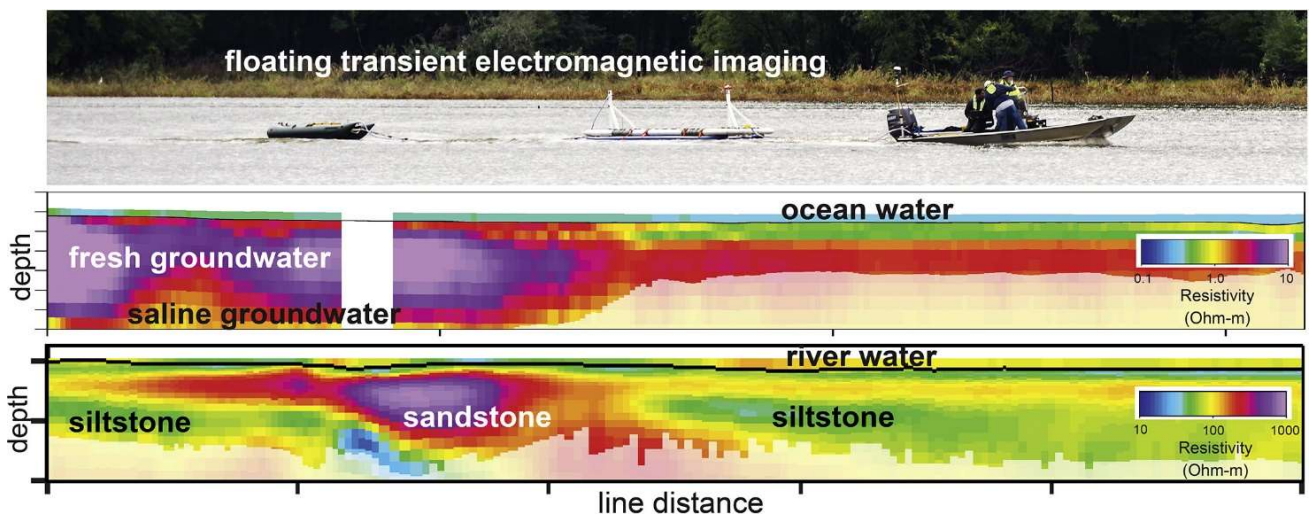 floating transient electromagnetic imaging
ocean water
fresh groundwater
saline groundwater
depth
0.1 1.0 10
Resistivity
(Ohm-m)
river water
siltstone
sandstone
siltstone
depth
10 100 1000
Resistivity
(Ohm-m)
line distance